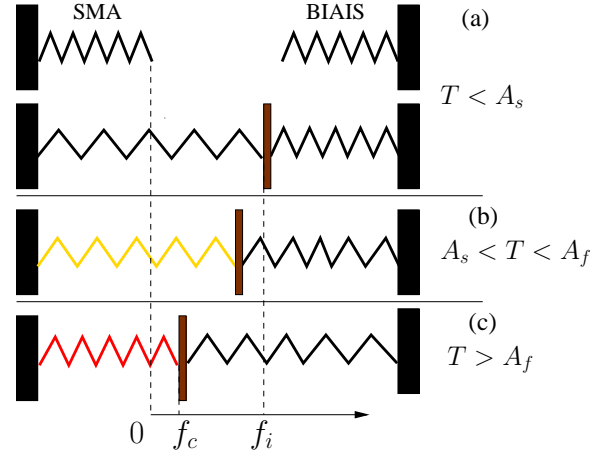 SMA BIAIS (a)
T < A_s
(b)
A_s < T < A_f
(c)
T > A_f
0 f_c f_i